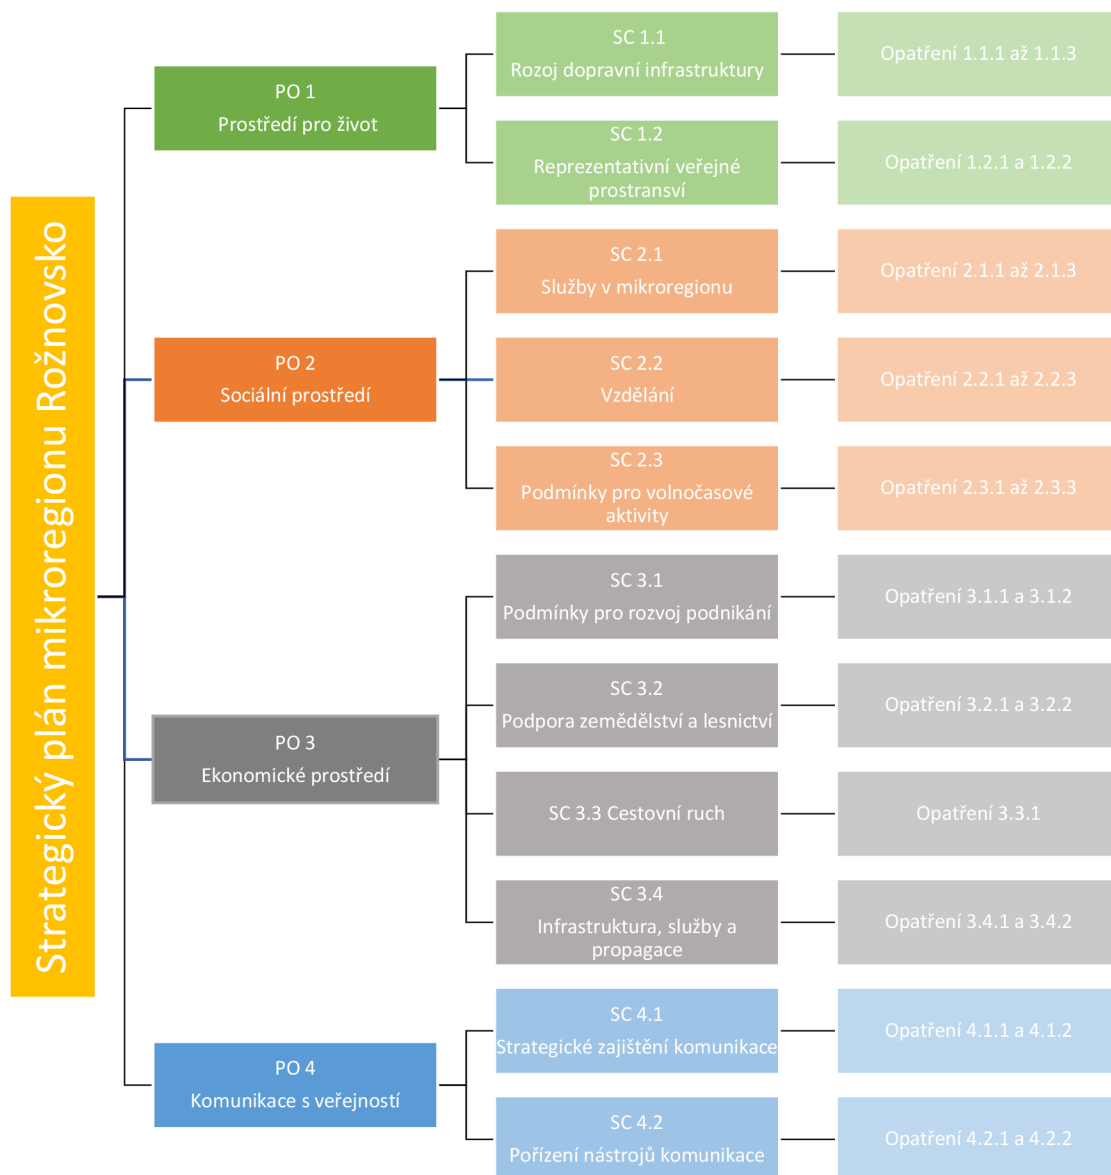 Strategický plán mikroregionu Rožnovsko
PO 1
Prostředí pro život
SC 1.1
Rozoj dopravní infrastruktury
Opatření 1.1.1 až 1.1.3
SC 1.2
Reprezentativní veřejné
prostransví
Opatření 1.2.1 a 1.2.2
PO 2
Sociální prostředí
SC 2.1
Služby v mikroregionu
Opatření 2.1.1 až 2.1.3
SC 2.2
Vzdělání
Opatření 2.2.1 až 2.2.3
SC 2.3
Podmínky pro volnočasové
aktivity
Opatření 2.3.1 až 2.3.3
PO 3
Ekonomické prostředí
SC 3.1
Podmínky pro rozvoj podnikání
Opatření 3.1.1 a 3.1.2
SC 3.2
Podpora zemědělství a lesnictví
Opatření 3.2.1 a 3.2.2
SC 3.3 Cestovní ruch
Opatření 3.3.1
SC 3.4
Infrastruktura, služby a
propagace
Opatření 3.4.1 a 3.4.2
PO 4
Komunikace s veřejností
SC 4.1
Strategické zajištění komunikace
Opatření 4.1.1 a 4.1.2
SC 4.2
Pořízení nástrojů komunikace
Opatření 4.2.1 a 4.2.2